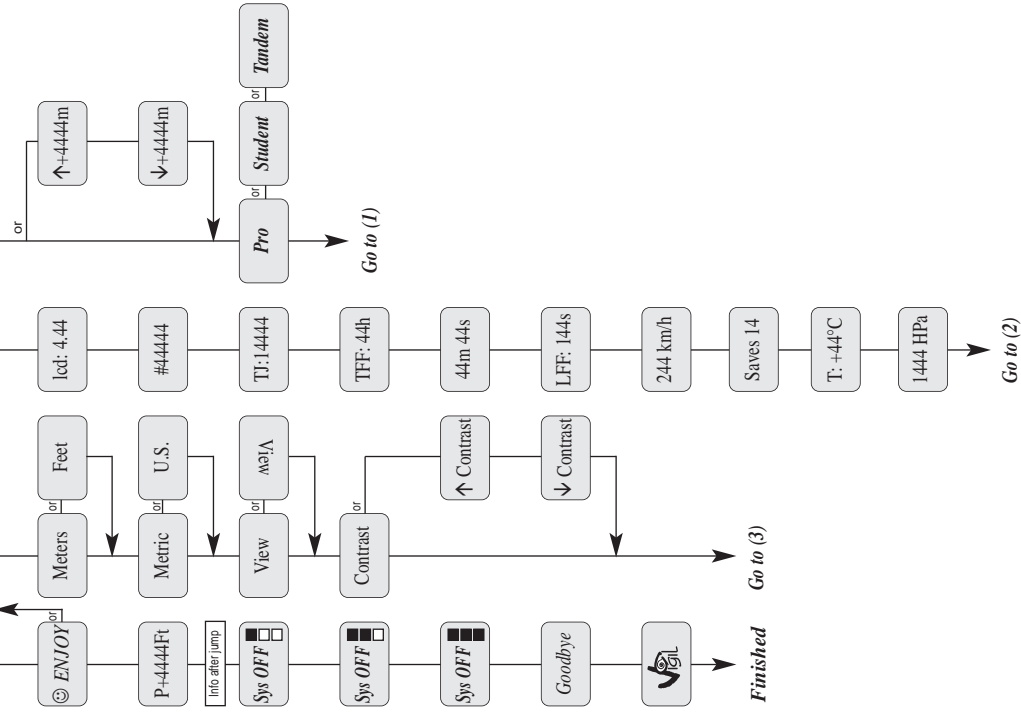 ☺ ENJOY
or
P+4444Ft
Info after jump
Sys OFF ■□□
Sys OFF ■■□
Sys OFF ■■■
Goodbye
Vigil
Finished
Meters
or
Feet
Metric
or
U.S.
View
or
View
Contrast
or
↑ Contrast
↓ Contrast
Go to (3)
lcd: 4.44
#44444
TJ:14444
TFF: 44h
44m 44s
LFF: 144s
244 km/h
Saves 14
T: +44°C
1444 HPa
Go to (2)
or
↑+4444m
↓+4444m
Pro
or
Student
or
Tandem
Go to (1)